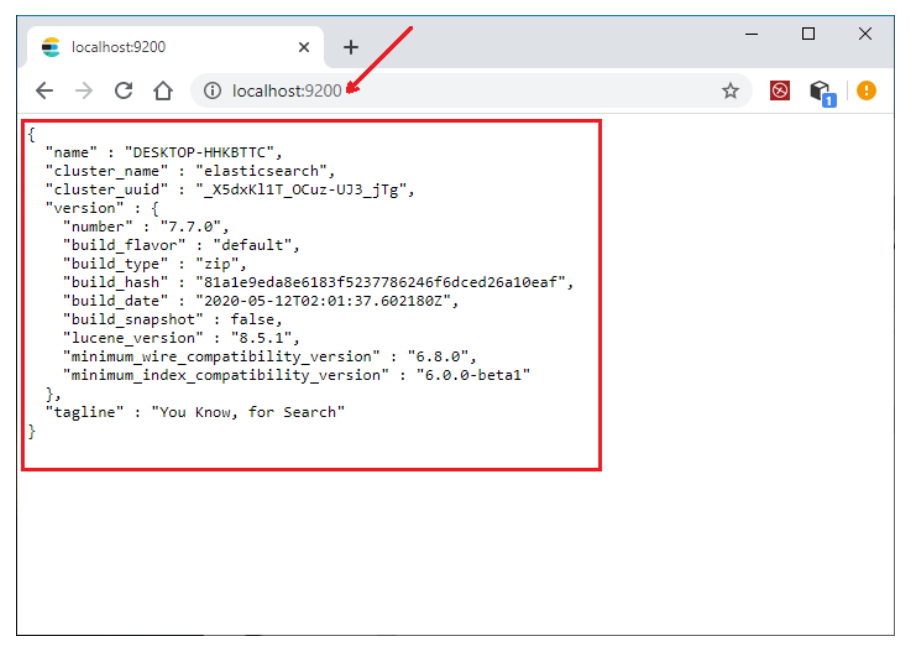 localhost:9200
localhost:9200
1
{
  "name" : "DESKTOP-HHKBTTC",
  "cluster_name" : "elasticsearch",
  "cluster_uuid" : "_X5dxKl1T_OCuz-UJ3_jTg",
  "version" : {
    "number" : "7.7.0",
    "build_flavor" : "default",
    "build_type" : "zip",
    "build_hash" : "81a1e9eda8e6183f5237786246f6dced26a10eaf",
    "build_date" : "2020-05-12T02:01:37.602180Z",
    "build_snapshot" : false,
    "lucene_version" : "8.5.1",
    "minimum_wire_compatibility_version" : "6.8.0",
    "minimum_index_compatibility_version" : "6.0.0-beta1"
  },
  "tagline" : "You Know, for Search"
}